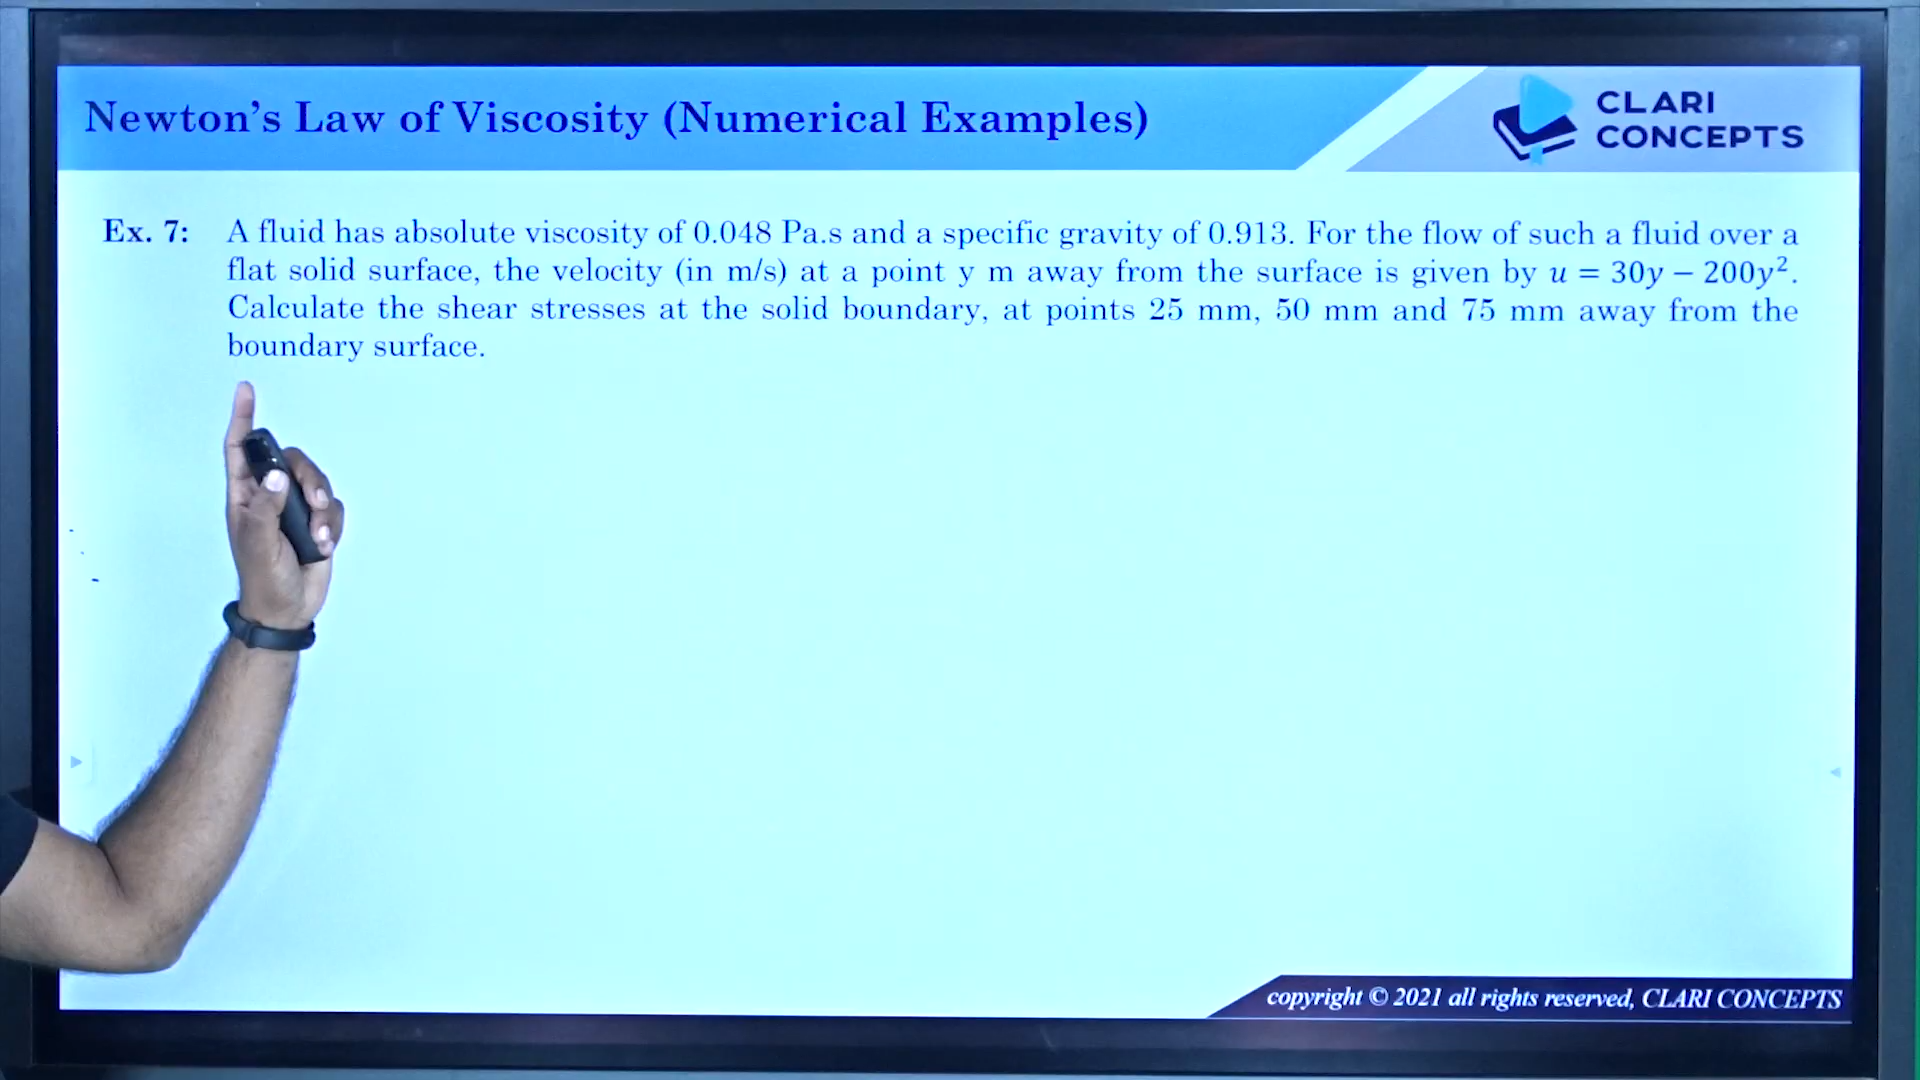 Newton's Law of Viscosity (Numerical Examples)
CLARI
CONCEPTS
Ex. 7: A fluid has absolute viscosity of 0.048 Pa.s and a specific gravity of 0.913. For the flow of such a fluid over a
flat solid surface, the velocity (in m/s) at a point y m away from the surface is given by u = 30y − 200y².
Calculate the shear stresses at the solid boundary, at points 25 mm, 50 mm and 75 mm away from the
boundary surface.
copyright © 2021 all rights reserved, CLARI CONCEPTS